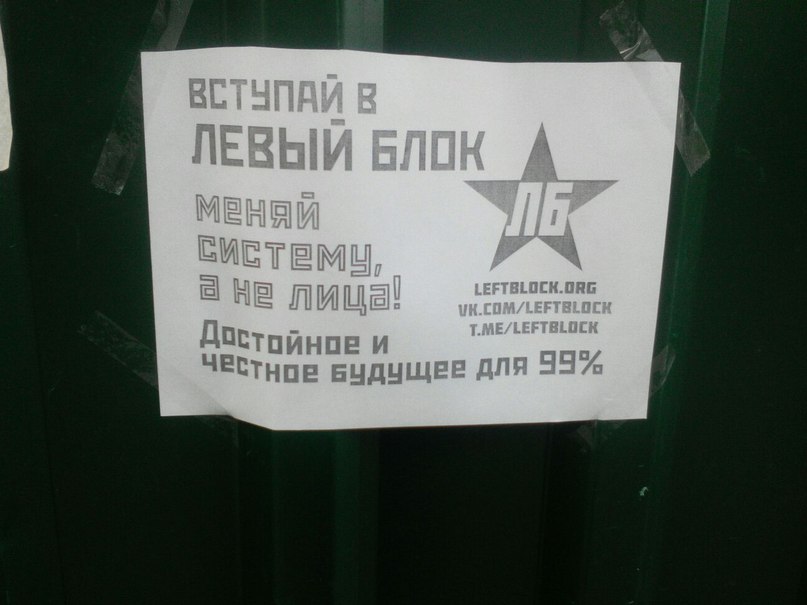 ВСТУПАЙ В
ЛЕВЫЙ БЛОК
МЕНЯЙ
СИСТЕМУ,
А НЕ ЛИЦА!
ДОСТОЙНОЕ И
ЧЕСТНОЕ БУДУЩЕЕ ДЛЯ 99%
ЛБ
LEFTBLOCK.ORG
VK.COM/LEFTBLOCK
T.ME/LEFTBLOCK